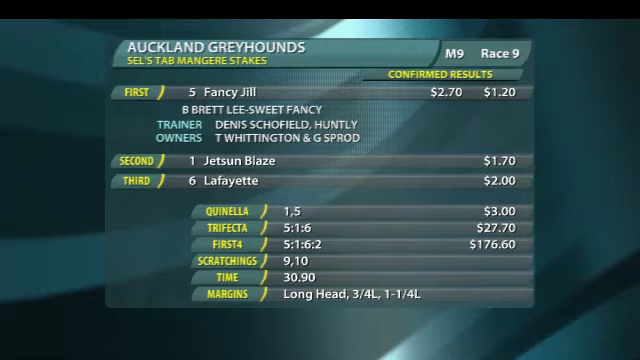 AUCKLAND GREYHOUNDS
SEL'S TAB MANGERE STAKES
M9 Race 9
CONFIRMED RESULTS
FIRST 5 Fancy Jill $2.70 $1.20
B BRETT LEE-SWEET FANCY
TRAINER DENIS SCHOFIELD, HUNTLY
OWNERS T WHITTINGTON & G SPROD
SECOND 1 Jetsun Blaze $1.70
THIRD 6 Lafayette $2.00
QUINELLA 1,5 $3.00
TRIFECTA 5:1:6 $27.70
FIRST4 5:1:6:2 $176.60
SCRATCHINGS 9,10
TIME 30.90
MARGINS Long Head, 3/4L, 1-1/4L